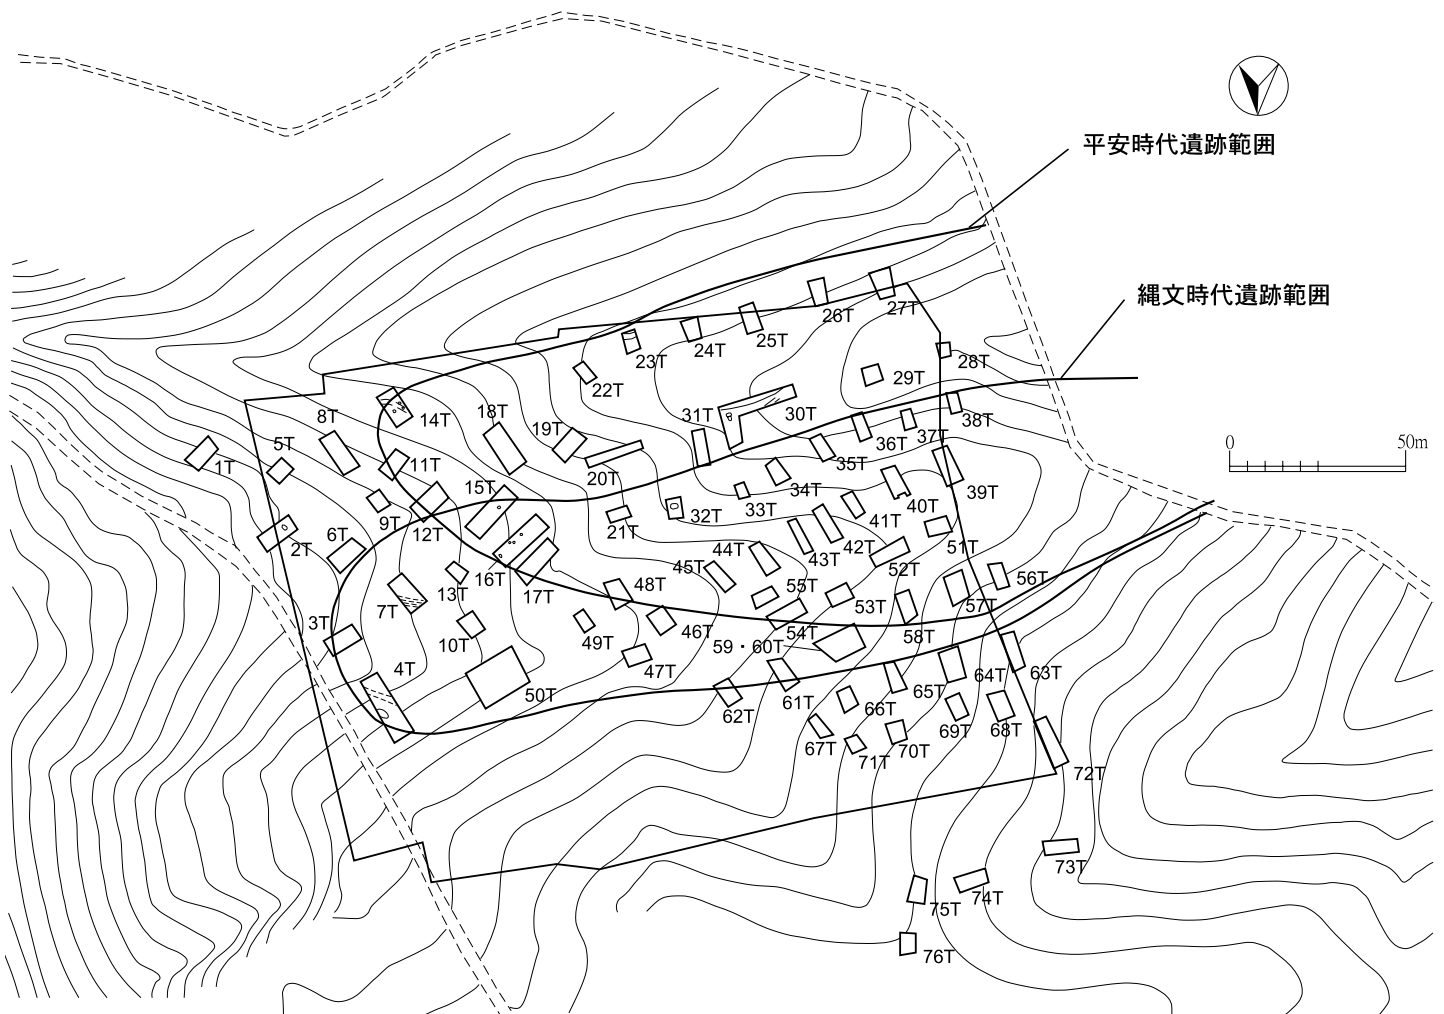 平安時代遺跡範囲
縄文時代遺跡範囲
0 50m
26T 27T
23T 24T 25T
28T
22T 29T
8T 14T 18T 19T 31T 30T 38T
5T 36T 37T
1T 11T 20T 35T
15T 34T 39T
9T 33T 40T 41T
12T 21T 32T
2T 6T 44T 43T 42T 51T
16T 45T 52T
13T 17T 48T 55T 56T
7T 53T 57T
3T 10T 49T 46T 54T 58T
59・60T
4T 47T 64T 63T
50T 61T 65T
62T 66T 69T 68T
67T 71T 70T
72T
73T
74T
75T
76T